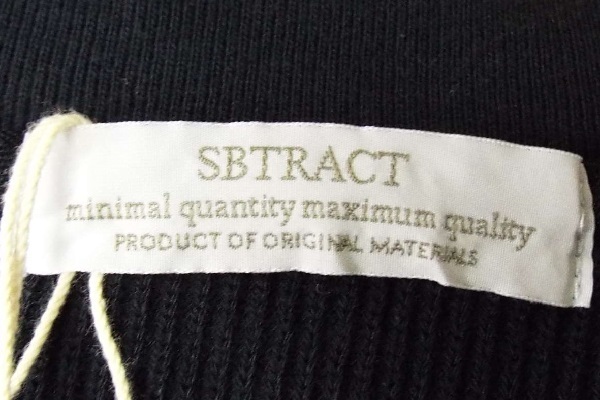 SBTRACT
minimal quantity maximum quality
PRODUCT OF ORIGINAL MATERIALS